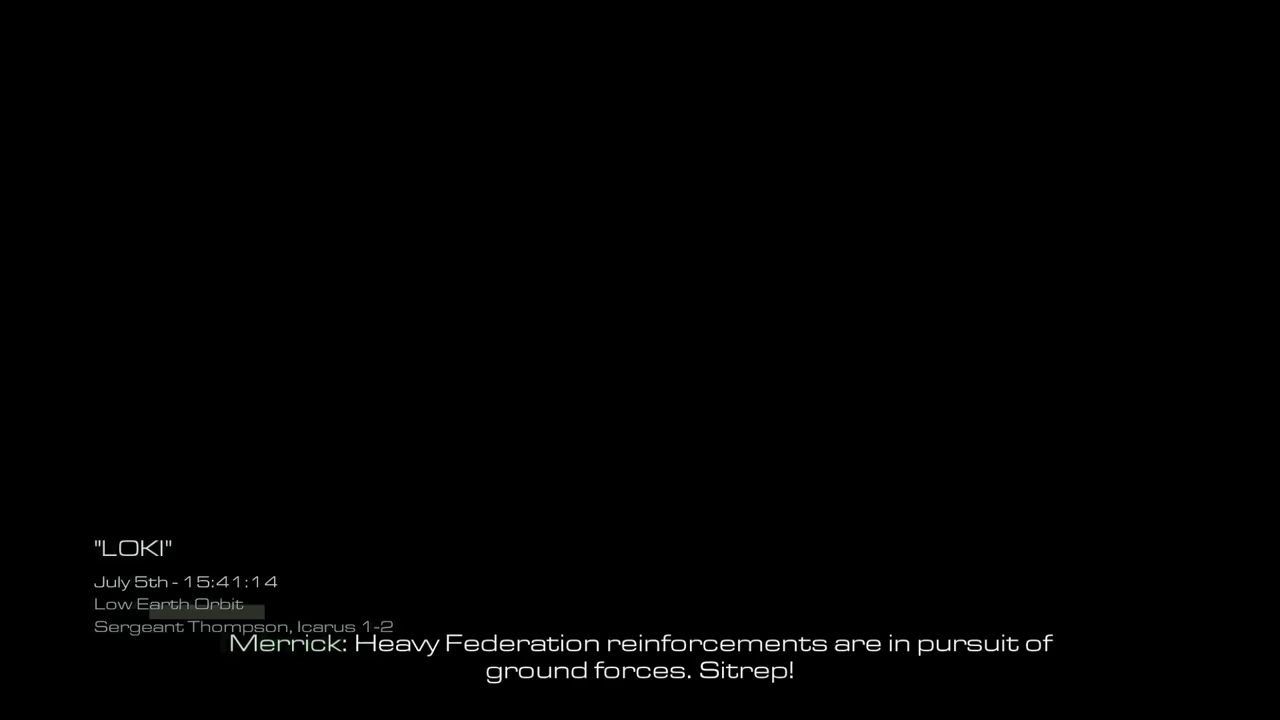 "LOKI"
July 5th - 15:41:14
Low Earth Orbit
Sergeant Thompson, Icarus 1-2
Merrick: Heavy Federation reinforcements are in pursuit of
ground forces. Sitrep!